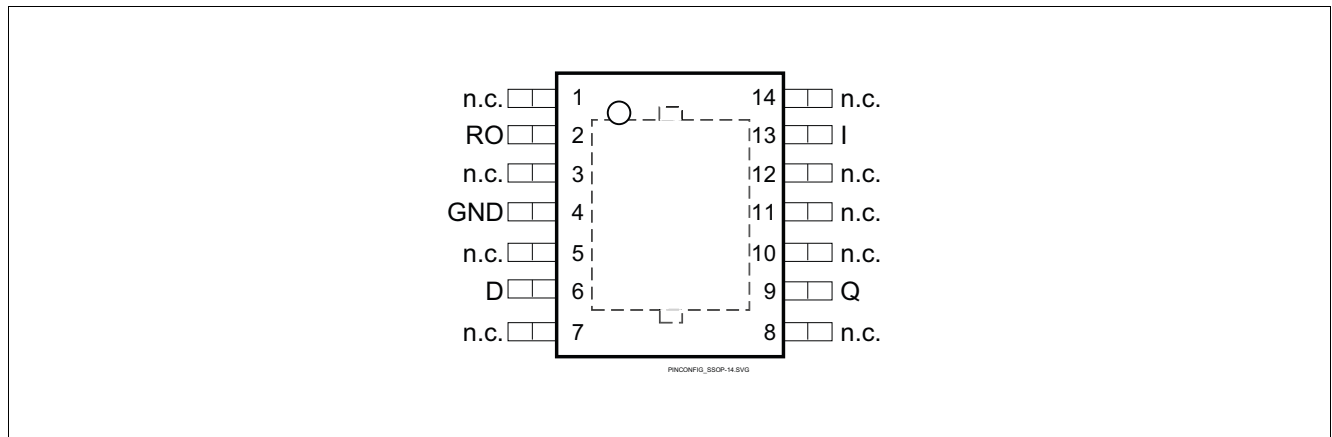 n.c. 1 14 n.c.
RO 2 13 I
n.c. 3 12 n.c.
GND 4 11 n.c.
n.c. 5 10 n.c.
D 6 9 Q
n.c. 7 8 n.c.
PINCONFIG_SSOP-14.SVG